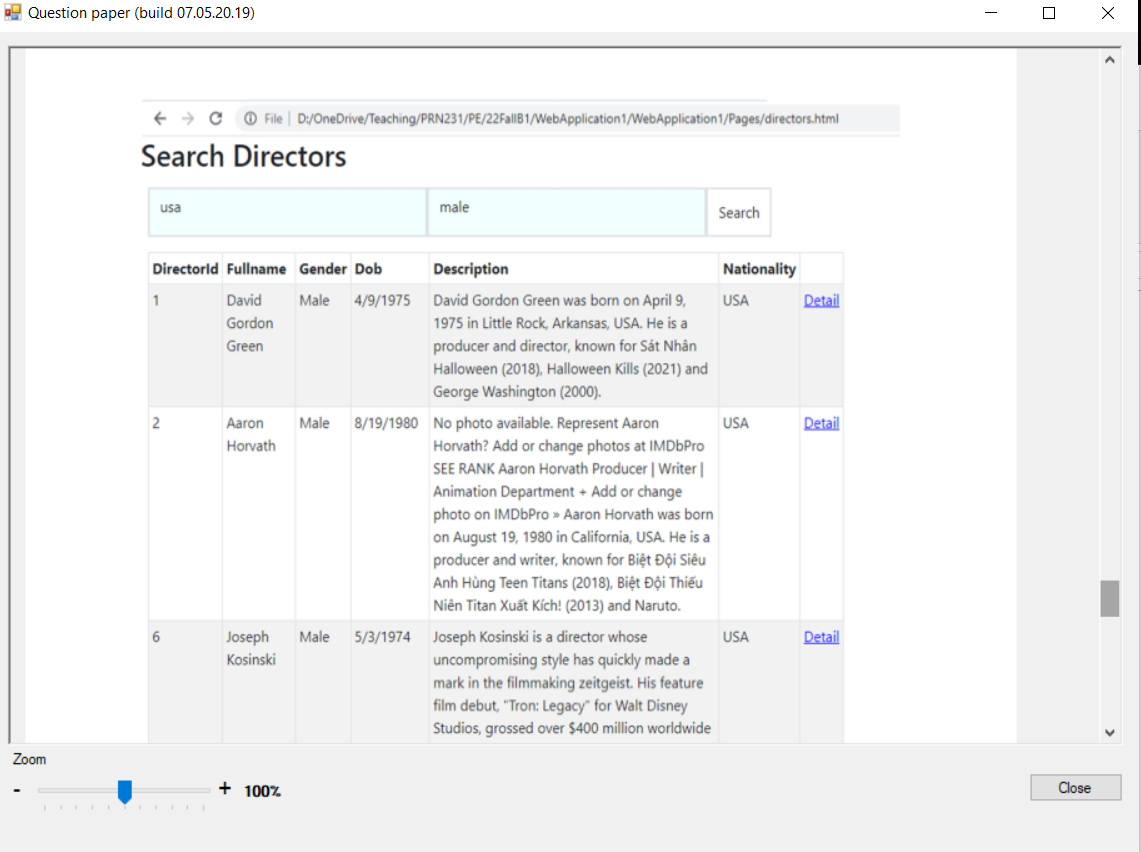 Question paper (build 07.05.20.19)
File | D:/OneDrive/Teaching/PRN231/PE/22FallB1/WebApplication1/WebApplication1/Pages/directors.html
Search Directors
usa male Search
DirectorId Fullname Gender Dob Description Nationality
1 David Gordon Green Male 4/9/1975 David Gordon Green was born on April 9,
1975 in Little Rock, Arkansas, USA. He is a
producer and director, known for Sát Nhân
Halloween (2018), Halloween Kills (2021) and
George Washington (2000).
USA Detail
2 Aaron Horvath Male 8/19/1980 No photo available. Represent Aaron
Horvath? Add or change photos at IMDbPro
SEE RANK Aaron Horvath Producer | Writer |
Animation Department + Add or change
photo on IMDbPro » Aaron Horvath was born
on August 19, 1980 in California, USA. He is a
producer and writer, known for Biệt Đội Siêu
Anh Hùng Teen Titans (2018), Biệt Đội Thiếu
Niên Titan Xuất Kích! (2013) and Naruto.
USA Detail
6 Joseph Kosinski Male 5/3/1974 Joseph Kosinski is a director whose
uncompromising style has quickly made a
mark in the filmmaking zeitgeist. His feature
film debut, "Tron: Legacy" for Walt Disney
Studios, grossed over $400 million worldwide
USA Detail
Zoom
- + 100%
Close